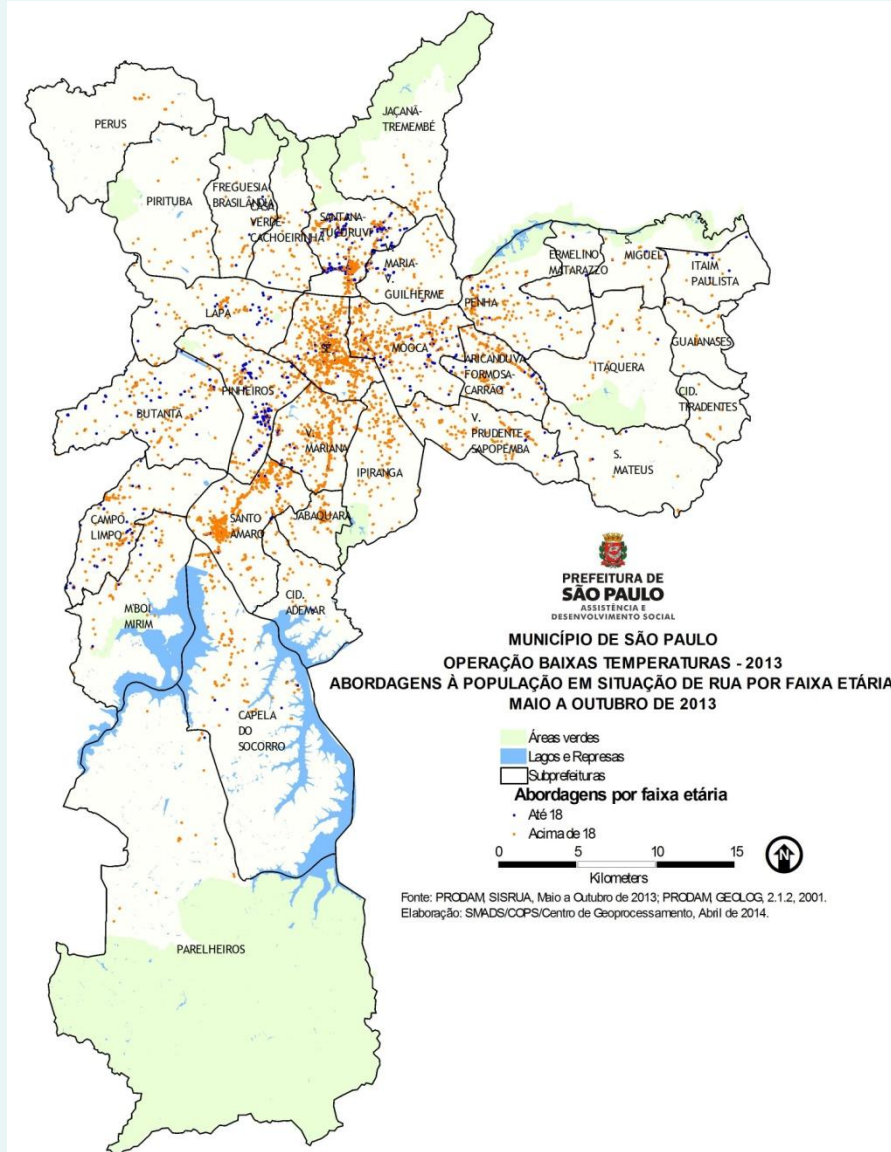 JAÇANÃ-
TREMEMBÉ
PERUS
PIRITUBA
FREGUESIA-
BRASILÂNDIA
CASA
VERDE-
CACHOEIRINHA
SANTANA-
TUCURUVI
V.
MARIA-
V.
GUILHERME
ERMELINO
MATARAZZO
S.
MIGUEL
ITAIM
PAULISTA
PENHA
LAPA
SÉ
MOOCA
ARICANDUVA-
FORMOSA-
CARRÃO
ITAQUERA
GUAIANASES
CID.
TIRADENTES
PINHEIROS
BUTANTÃ
V.
MARIANA
IPIRANGA
V.
PRUDENTE-
SAPOPEMBA
S.
MATEUS
CAMPO
LIMPO
SANTO
AMARO
JABAQUARA
M'BOI
MIRIM
CID.
ADEMAR
CAPELA
DO
SOCORRO
PARELHEIROS
PREFEITURA DE
SÃO PAULO
ASSISTÊNCIA E
DESENVOLVIMENTO SOCIAL
MUNICÍPIO DE SÃO PAULO
OPERAÇÃO BAIXAS TEMPERATURAS - 2013
ABORDAGENS À POPULAÇÃO EM SITUAÇÃO DE RUA POR FAIXA ETÁRIA
MAIO A OUTUBRO DE 2013
Áreas verdes
Lagos e Represas
Subprefeituras
Abordagens por faixa etária
Até 18
Acima de 18
0 5 10 15
Kilometers
N
Fonte: PRODAM, SISRUA, Maio a Outubro de 2013; PRODAM, GEOLOG, 2.1.2, 2001.
Elaboração: SMADS/COPS/Centro de Geoprocessamento, Abril de 2014.